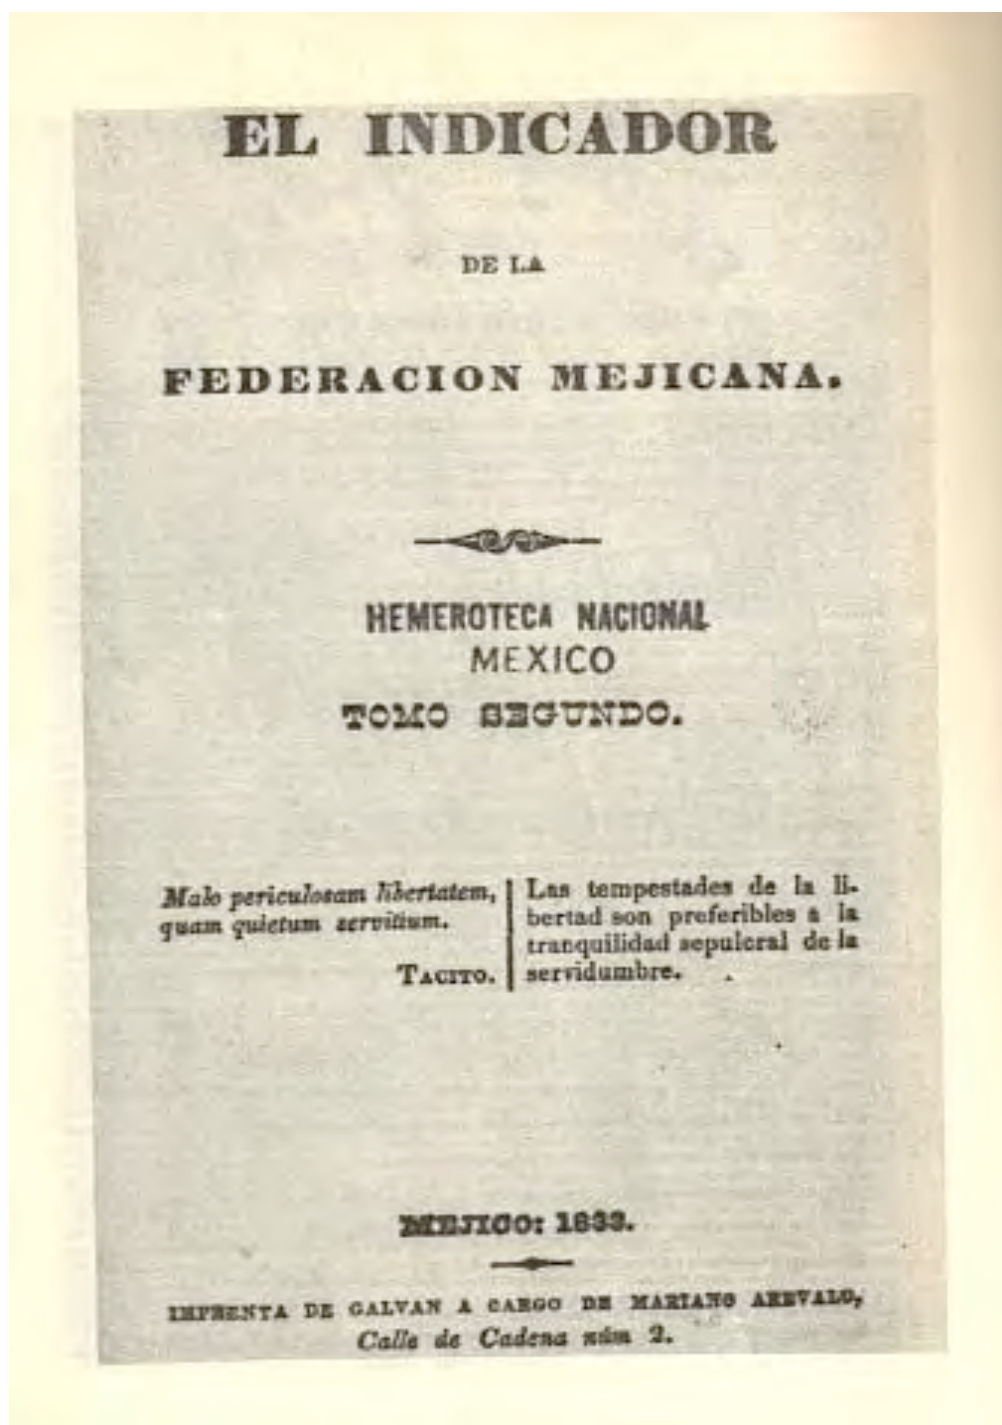 EL INDICADOR
DE LA
FEDERACION MEJICANA.
HEMEROTECA NACIONAL
MEXICO
TOMO SEGUNDO.
Malo periculosam libertatem,
quam quietum servitium.
TACITO.
Las tempestades de la li-
bertad son preferibles a la
tranquilidad sepulcral de la
servidumbre.
MEJICO: 1833.
IMPRENTA DE GALVAN A CARGO DE MARIANO AREVALO,
Calle de Cadena núm 2.